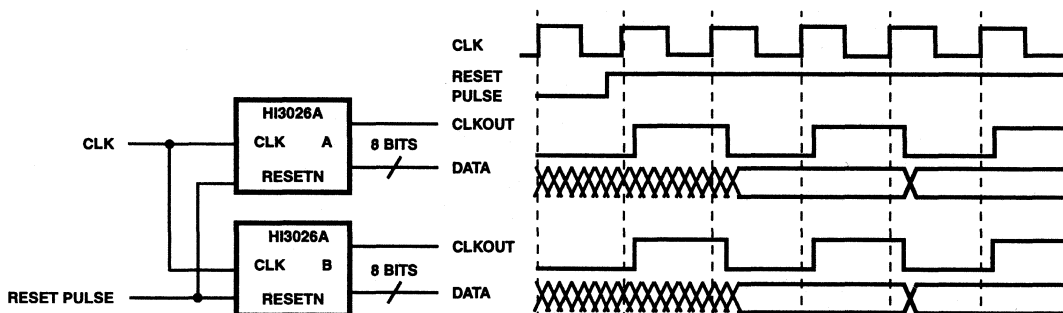 CLK
HI3026A
CLK A
RESETN
8 BITS
HI3026A
CLK B
RESETN
8 BITS
RESET PULSE
CLK
RESET
PULSE
CLKOUT
DATA
CLKOUT
DATA